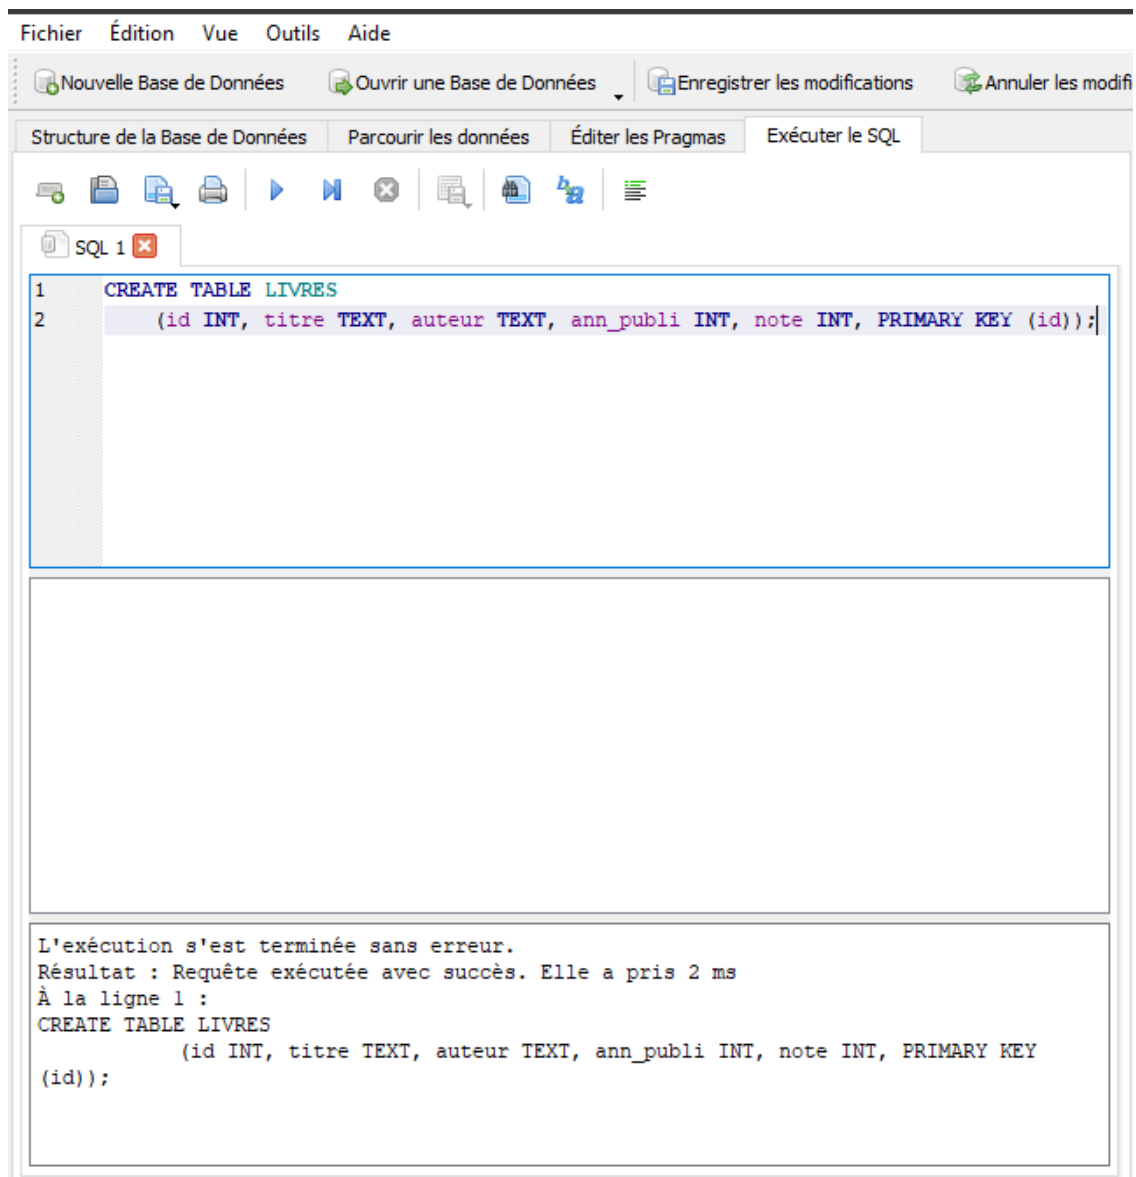 Fichier Édition Vue Outils Aide
Nouvelle Base de Données Ouvrir une Base de Données Enregistrer les modifications Annuler les modifi
Structure de la Base de Données Parcourir les données Éditer les Pragmas Exécuter le SQL
SQL 1
1 CREATE TABLE LIVRES
2 (id INT, titre TEXT, auteur TEXT, ann_publi INT, note INT, PRIMARY KEY (id));
L'exécution s'est terminée sans erreur.
Résultat : Requête exécutée avec succès. Elle a pris 2 ms
À la ligne 1 :
CREATE TABLE LIVRES
(id INT, titre TEXT, auteur TEXT, ann_publi INT, note INT, PRIMARY KEY
(id));